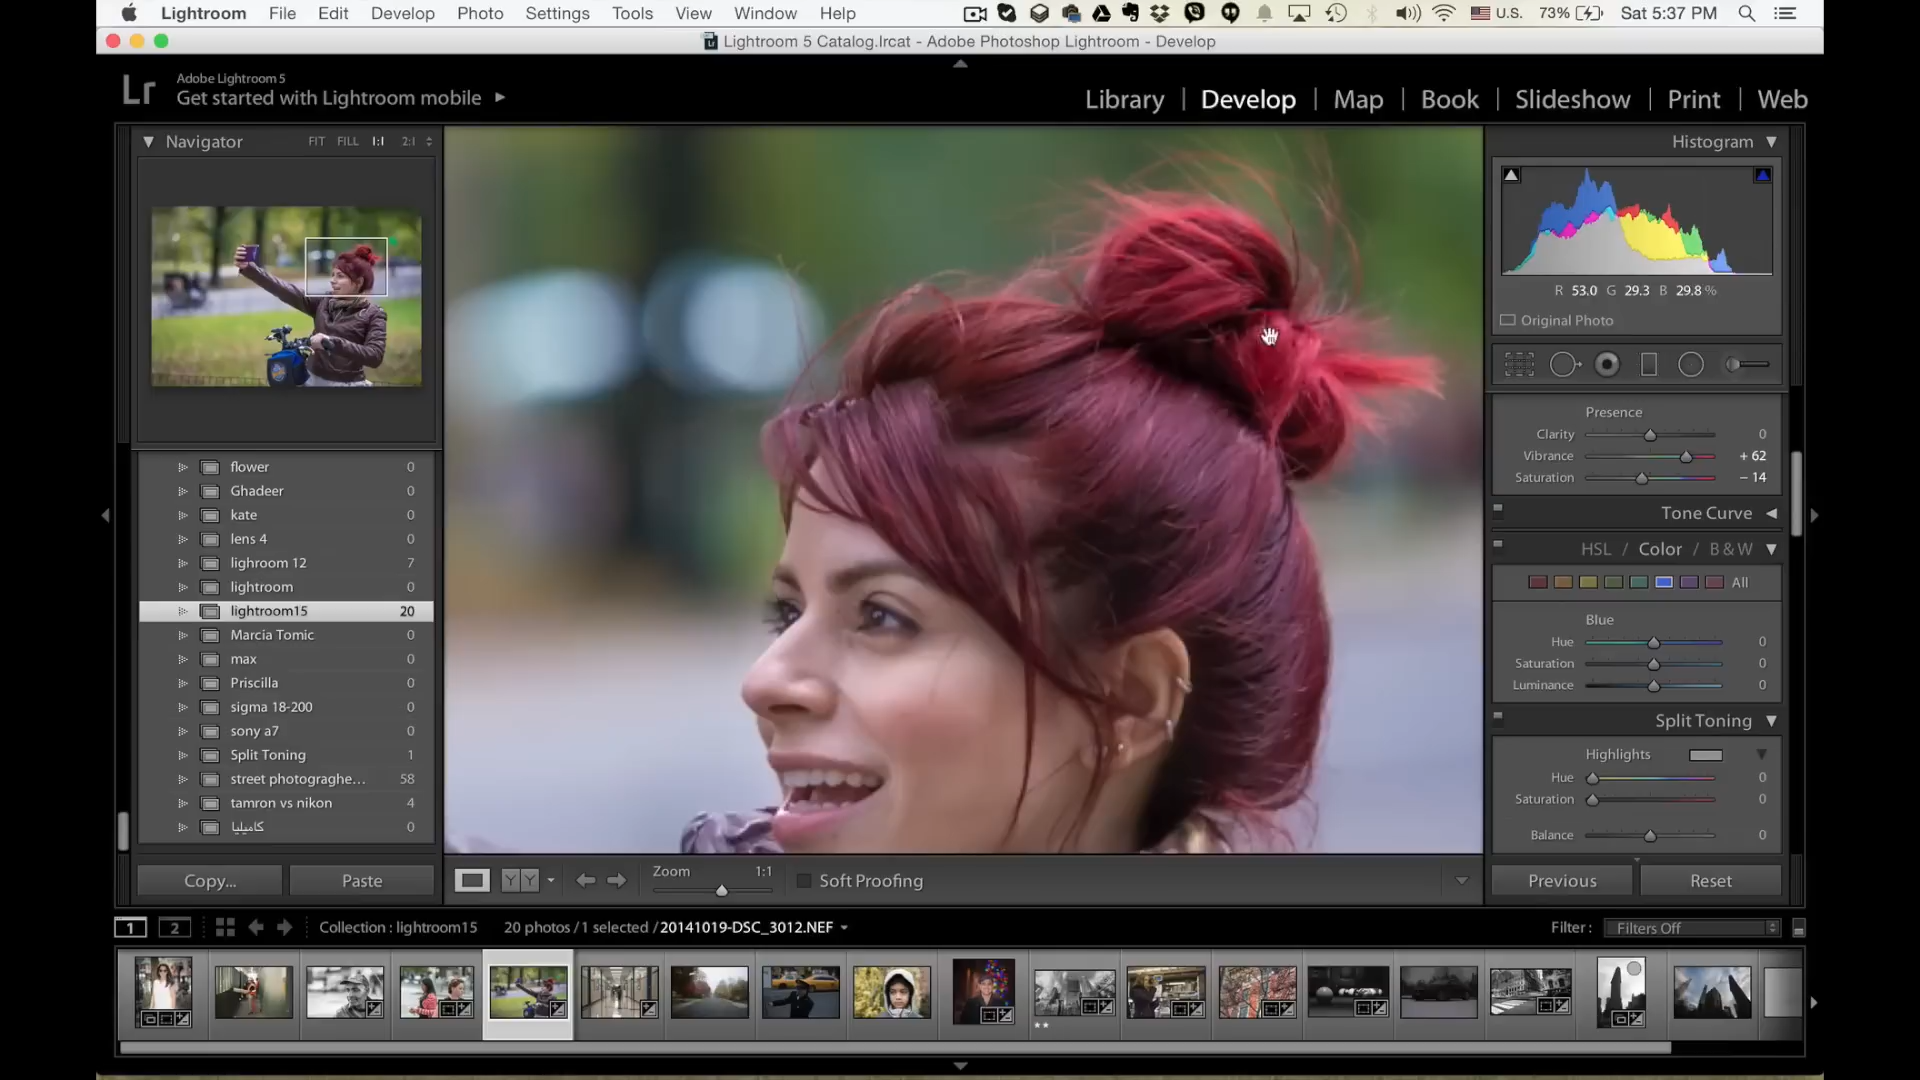 Lightroom File Edit Develop Photo Settings Tools View Window Help U.S. 73% Sat 5:37 PM
Lightroom 5 Catalog.lrcat - Adobe Photoshop Lightroom - Develop
Lr Adobe Lightroom 5
Get started with Lightroom mobile
Library | Develop | Map | Book | Slideshow | Print | Web
Navigator FIT FILL 1:1 2:1
Histogram
R 53.0 G 29.3 B 29.8 %
Original Photo
Presence
Clarity 0
Vibrance + 62
Saturation – 14
Tone Curve
HSL / Color / B & W
All
Blue
Hue 0
Saturation 0
Luminance 0
Split Toning
Highlights
Hue 0
Saturation 0
Balance 0
Previous Reset
flower 0
Ghadeer 0
kate 0
lens 4 0
lighroom 12 7
lightroom 0
lightroom15 20
Marcia Tomic 0
max 0
Priscilla 0
sigma 18-200 0
sony a7 0
Split Toning 1
street photograghe... 58
tamron vs nikon 4
كاميليا 0
Copy... Paste
Y Y Zoom 1:1 Soft Proofing
1 2 Collection : lightroom15 20 photos / 1 selected / 20141019-DSC_3012.NEF Filter : Filters Off